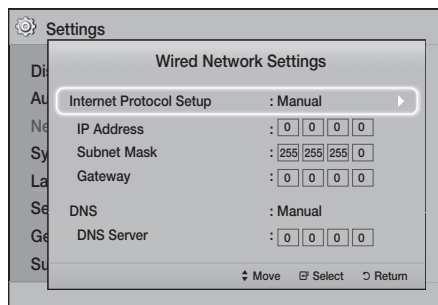 Settings
Wired Network Settings
Internet Protocol Setup : Manual
IP Address : 0 0 0 0
Subnet Mask : 255 255 255 0
Gateway : 0 0 0 0
DNS : Manual
DNS Server : 0 0 0 0
Di
Au
Ne
Sy
La
Se
Ge
Su
Move Select Return